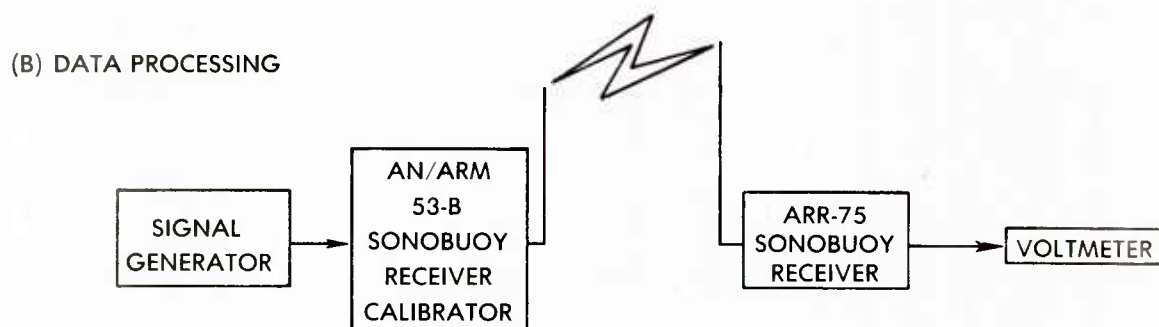 (B) DATA PROCESSING
SIGNAL
GENERATOR
AN/ARM
53-B
SONOBUOY
RECEIVER
CALIBRATOR
ARR-75
SONOBUOY
RECEIVER
VOLTMETER